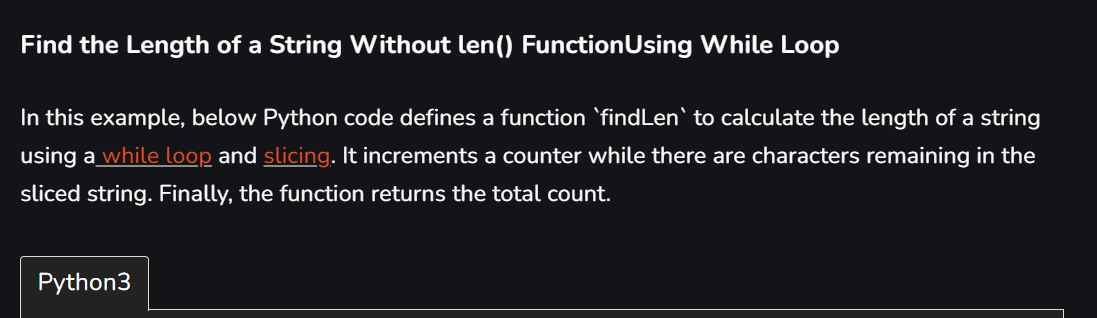 Find the Length of a String Without len() FunctionUsing While Loop
In this example, below Python code defines a function `findLen` to calculate the length of a string
using a while loop and slicing. It increments a counter while there are characters remaining in the
sliced string. Finally, the function returns the total count.
Python3